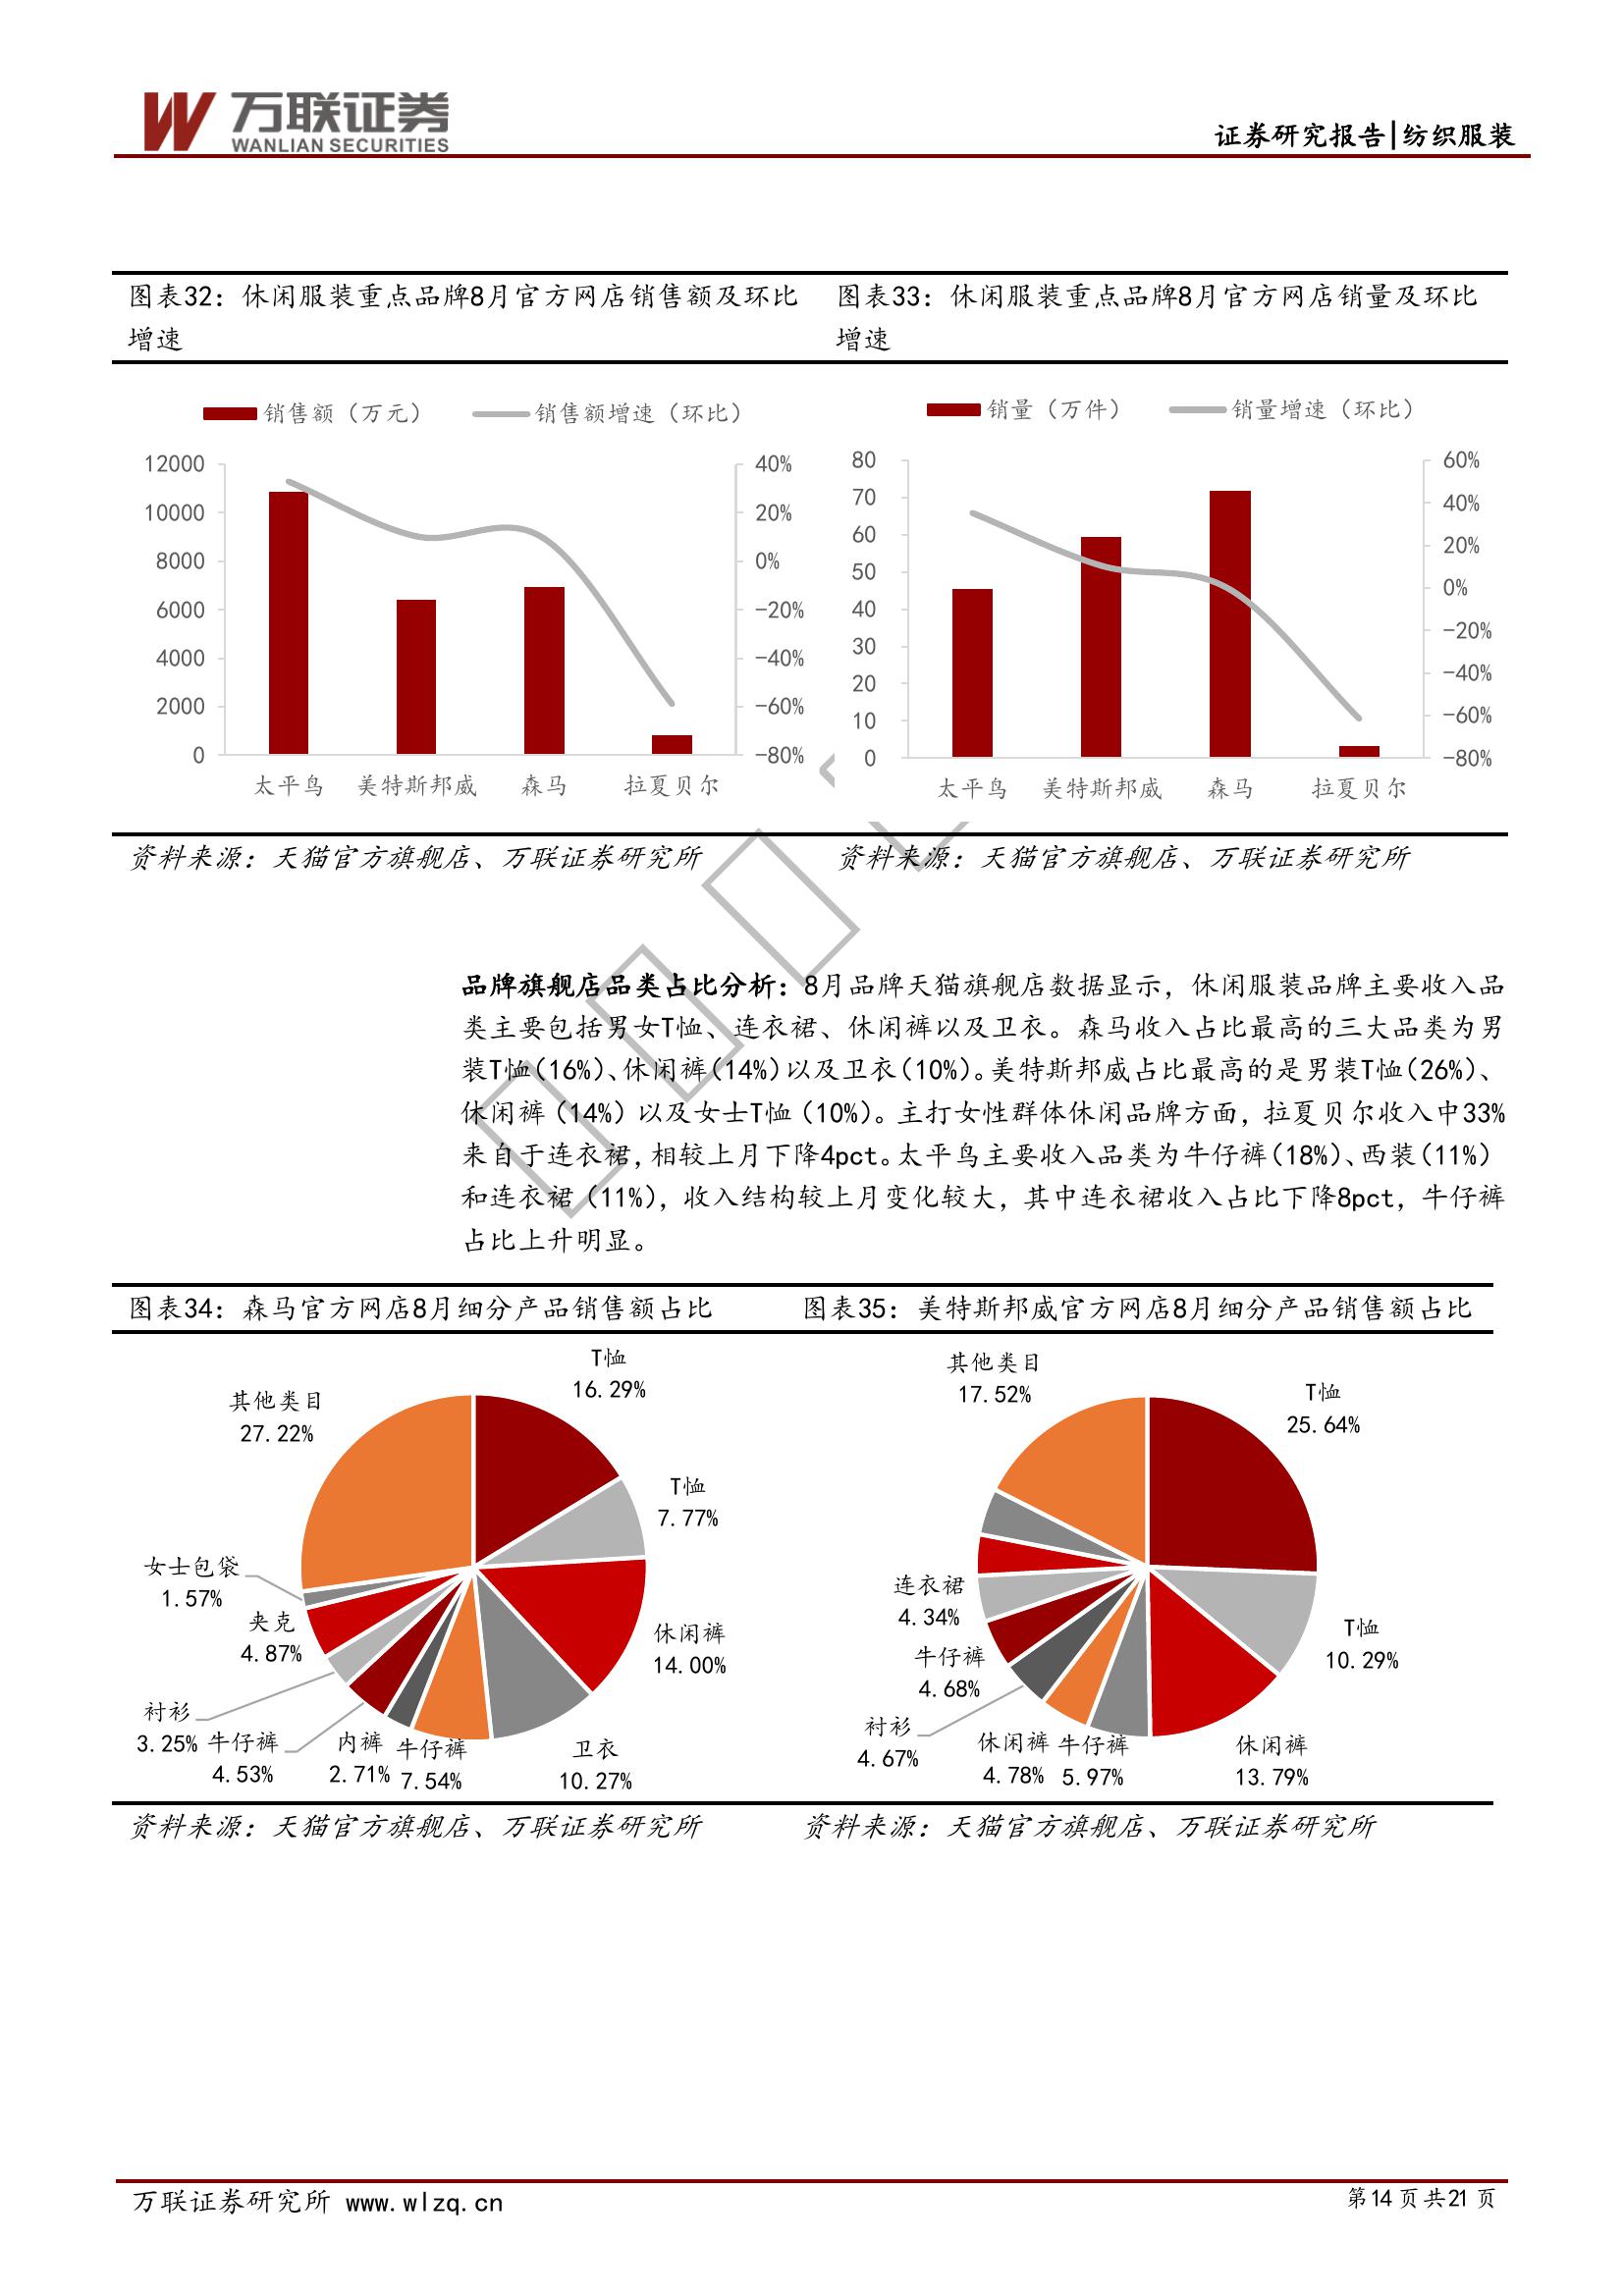 万联证券
WANLIAN SECURITIES
证券研究报告|纺织服装
图表32：休闲服装重点品牌8月官方网店销售额及环比
增速
图表33：休闲服装重点品牌8月官方网店销量及环比
增速
销售额（万元） 销售额增速（环比）
12000
10000
8000
6000
4000
2000
0
40%
20%
0%
-20%
-40%
-60%
-80%
太平鸟 美特斯邦威 森马 拉夏贝尔
销量（万件） 销量增速（环比）
80
70
60
50
40
30
20
10
0
60%
40%
20%
0%
-20%
-40%
-60%
-80%
太平鸟 美特斯邦威 森马 拉夏贝尔
资料来源：天猫官方旗舰店、万联证券研究所
资料来源：天猫官方旗舰店、万联证券研究所
品牌旗舰店品类占比分析：8月品牌天猫旗舰店数据显示，休闲服装品牌主要收入品
类主要包括男女T恤、连衣裙、休闲裤以及卫衣。森马收入占比最高的三大品类为男
装T恤（16%）、休闲裤（14%）以及卫衣（10%）。美特斯邦威占比最高的是男装T恤（26%）、
休闲裤（14%）以及女士T恤（10%）。主打女性群体休闲品牌方面，拉夏贝尔收入中33%
来自于连衣裙，相较上月下降4pct。太平鸟主要收入品类为牛仔裤（18%）、西装（11%）
和连衣裙（11%），收入结构较上月变化较大，其中连衣裙收入占比下降8pct，牛仔裤
占比上升明显。
图表34：森马官方网店8月细分产品销售额占比
图表35：美特斯邦威官方网店8月细分产品销售额占比
T恤
16.29%
T恤
7.77%
休闲裤
14.00%
卫衣
10.27%
牛仔裤
7.54%
内裤
2.71%
牛仔裤
4.53%
衬衫
3.25%
夹克
4.87%
女士包袋
1.57%
其他类目
27.22%
T恤
25.64%
T恤
10.29%
休闲裤
13.79%
牛仔裤
5.97%
休闲裤
4.78%
衬衫
4.67%
牛仔裤
4.68%
连衣裙
4.34%
其他类目
17.52%
资料来源：天猫官方旗舰店、万联证券研究所
资料来源：天猫官方旗舰店、万联证券研究所
万联证券研究所 www.wlzq.cn
第14页共21页